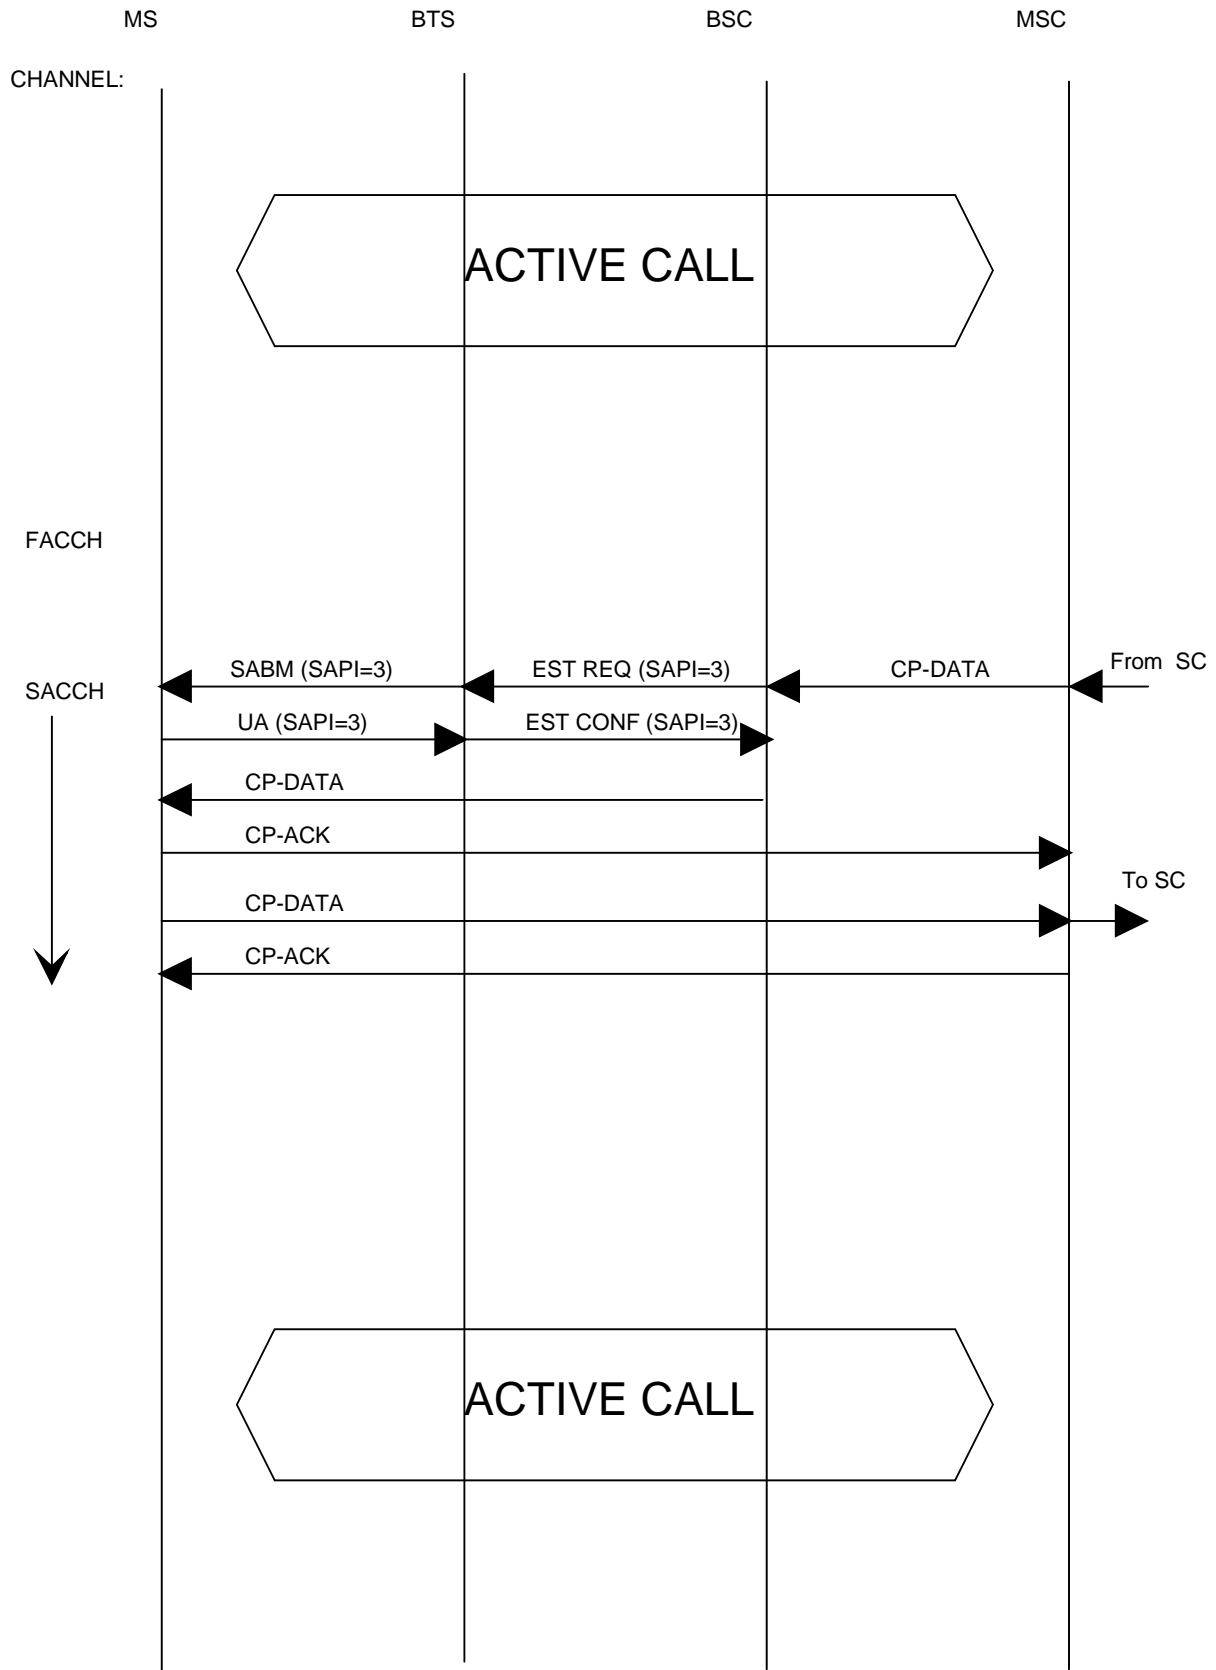 MS BTS BSC MSC
CHANNEL:
ACTIVE CALL
FACCH
SABM (SAPI=3) EST REQ (SAPI=3) CP-DATA From SC
SACCH
UA (SAPI=3) EST CONF (SAPI=3)
CP-DATA
CP-ACK
To SC
CP-DATA
CP-ACK
ACTIVE CALL